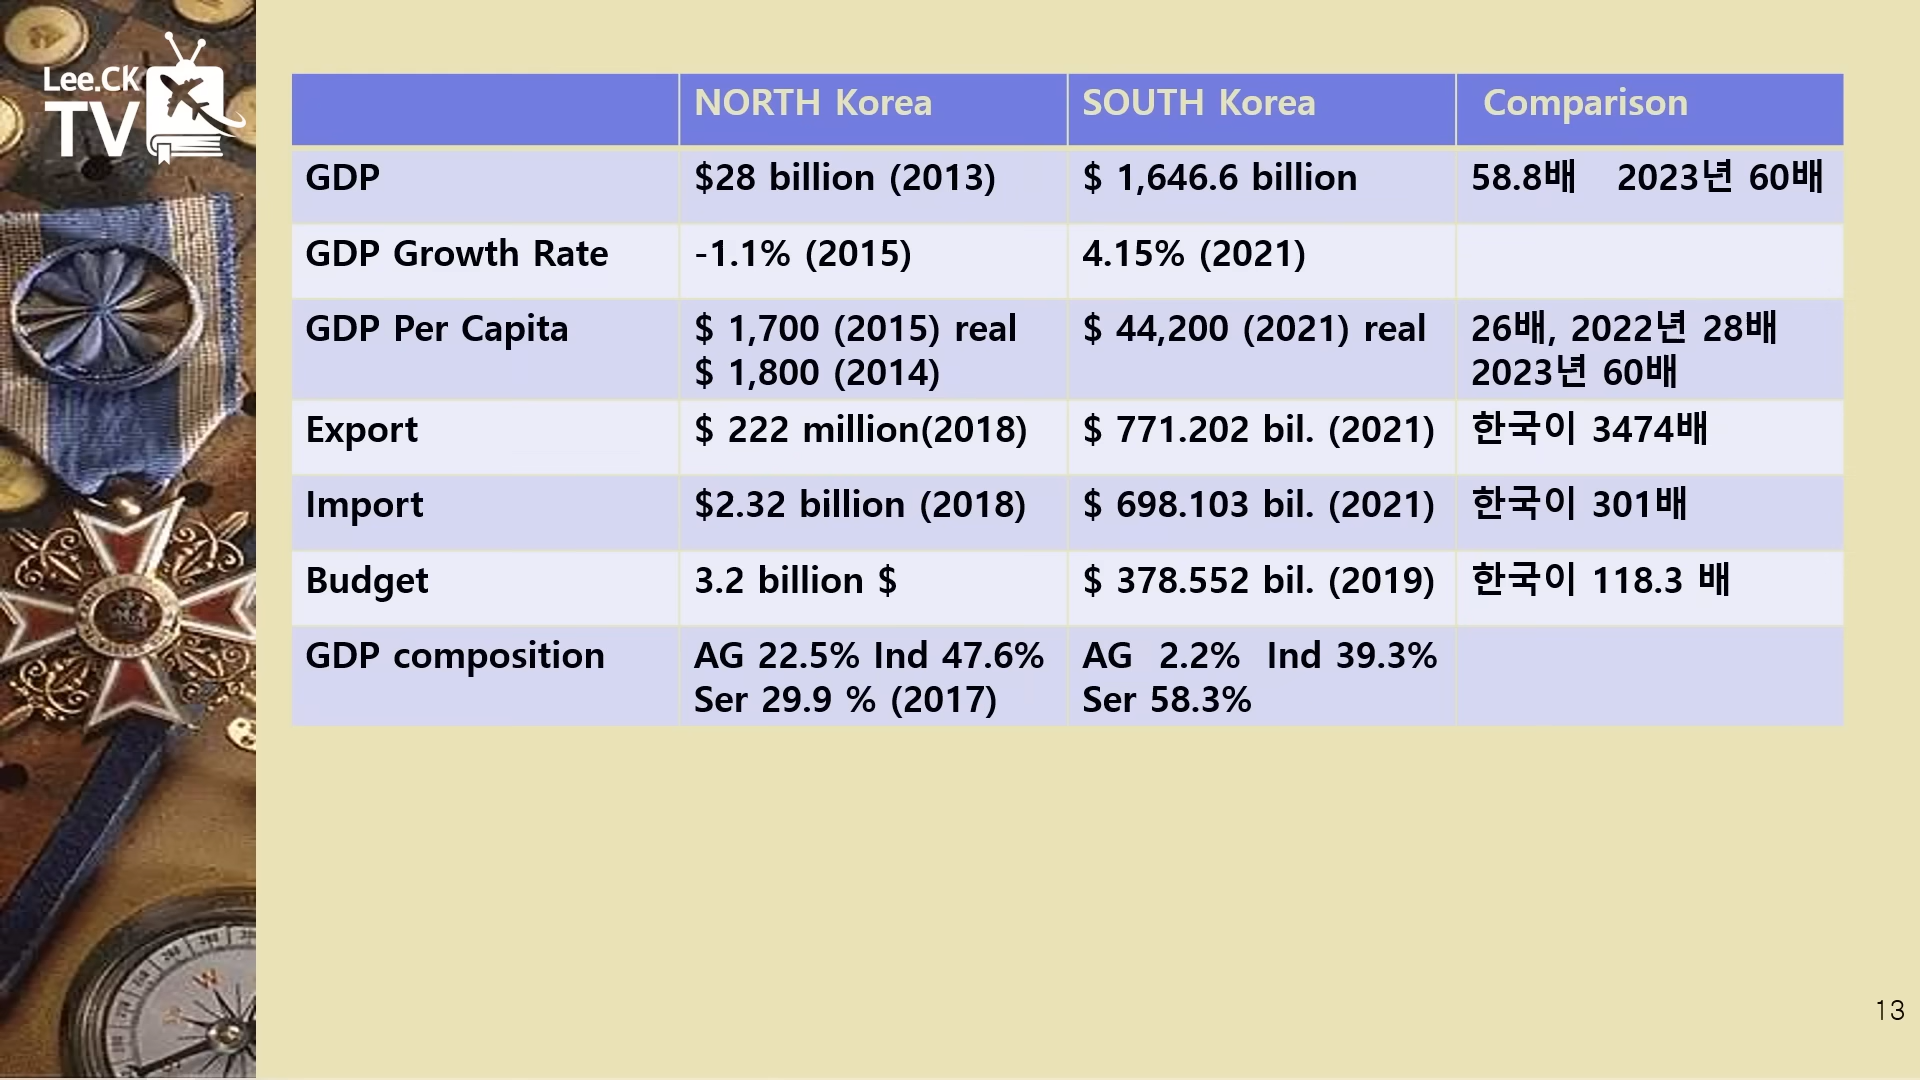 Lee.CK
TV
NORTH Korea SOUTH Korea Comparison
GDP $28 billion (2013) $ 1,646.6 billion 58.8배 2023년 60배
GDP Growth Rate -1.1% (2015) 4.15% (2021)
GDP Per Capita $ 1,700 (2015) real $ 44,200 (2021) real 26배, 2022년 28배
$ 1,800 (2014) 2023년 60배
Export $ 222 million(2018) $ 771.202 bil. (2021) 한국이 3474배
Import $2.32 billion (2018) $ 698.103 bil. (2021) 한국이 301배
Budget 3.2 billion $ $ 378.552 bil. (2019) 한국이 118.3 배
GDP composition AG 22.5% Ind 47.6% AG 2.2% Ind 39.3%
Ser 29.9 % (2017) Ser 58.3%
W
13